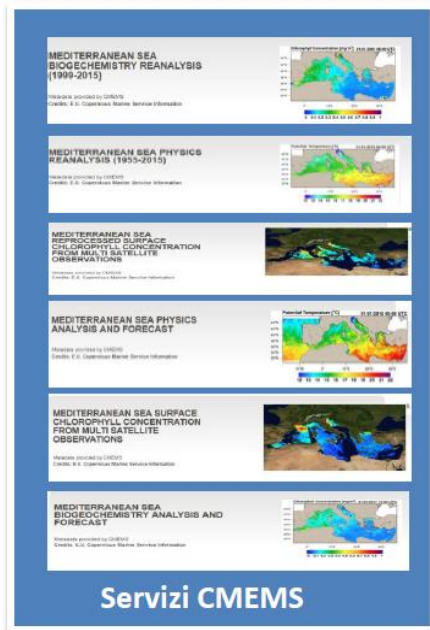 MEDITERRANEAN SEA
BIOGEOCHEMISTRY REANALYSIS
(1999-2015)
Metadata provided by CMEMS
Credits: E.U. Copernicus Marine Service Information
MEDITERRANEAN SEA PHYSICS
REANALYSIS (1955-2015)
Metadata provided by CMEMS
Credits: E.U. Copernicus Marine Service Information
MEDITERRANEAN SEA
REPROCESSED SURFACE
CHLOROPHYLL CONCENTRATION
FROM MULTI SATELLITE
OBSERVATIONS
Metadata provided by CMEMS
Credits: E.U. Copernicus Marine Service Information
MEDITERRANEAN SEA PHYSICS
ANALYSIS AND FORECAST
Metadata provided by CMEMS
Credits: E.U. Copernicus Marine Service Information
Potential Temperature [°C]
MEDITERRANEAN SEA SURFACE
CHLOROPHYLL CONCENTRATION
FROM MULTI SATELLITE
OBSERVATIONS
Metadata provided by CMEMS
Credits: E.U. Copernicus Marine Service Information
MEDITERRANEAN SEA
BIOGEOCHEMISTRY ANALYSIS AND
FORECAST
Metadata provided by CMEMS
Credits: E.U. Copernicus Marine Service Information
Servizi CMEMS